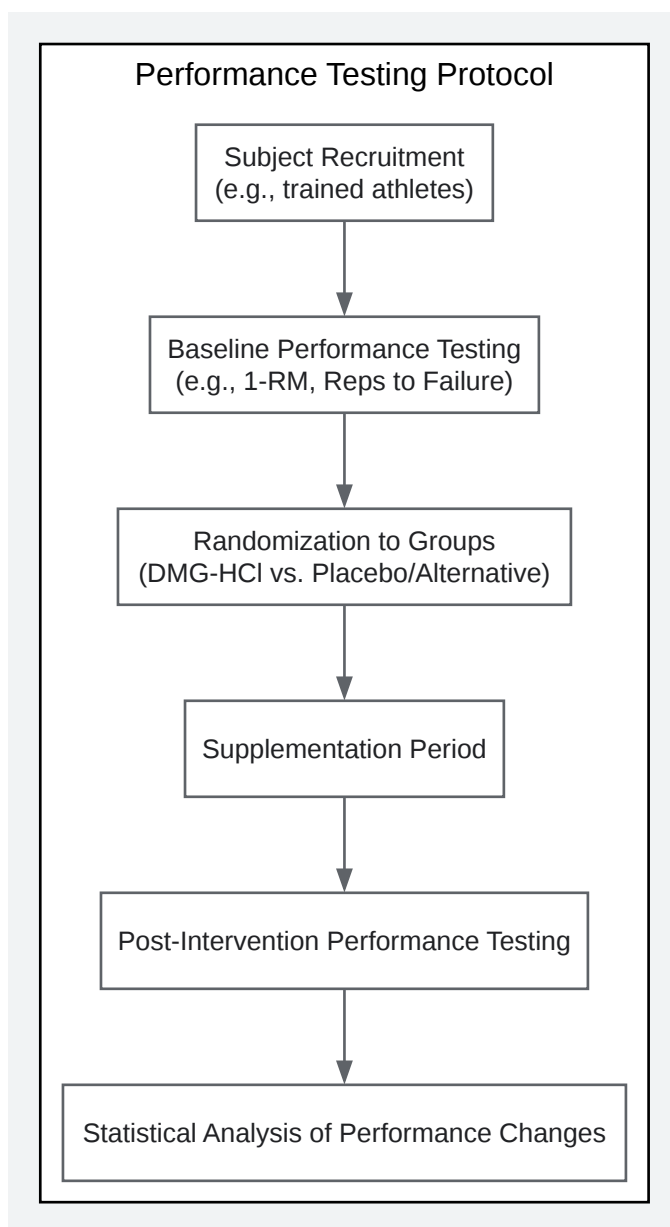 Performance Testing Protocol
Subject Recruitment
(e.g., trained athletes)
Baseline Performance Testing
(e.g., 1-RM, Reps to Failure)
Randomization to Groups
(DMG-HCl vs. Placebo/Alternative)
Supplementation Period
Post-Intervention Performance Testing
Statistical Analysis of Performance Changes